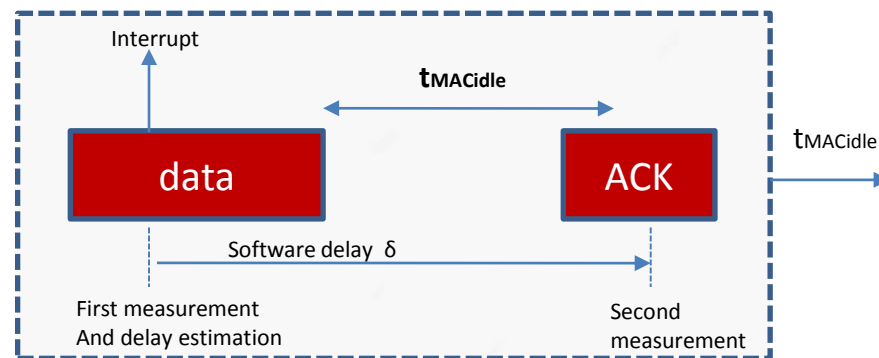 Interrupt
tMACidle
data
ACK
tMACidle
Software delay δ
First measurement
And delay estimation
Second
measurement